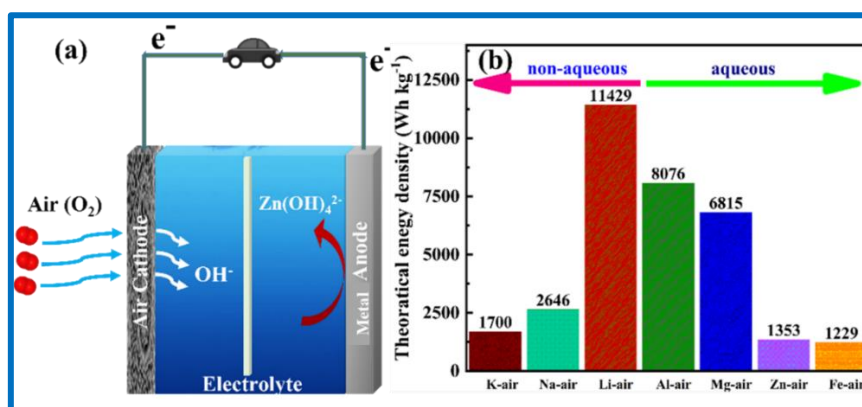 (a)
e-
e-
Air (O2)
Air Cathode
OH-
Zn(OH)4 2-
Metal Anode
Electrolyte
(b)
non-aqueous
aqueous
Theoratical enegy density (Wh kg-1)
12500
10000
7500
5000
2500
0
1700
2646
11429
8076
6815
1353
1229
K-air Na-air Li-air Al-air Mg-air Zn-air Fe-air